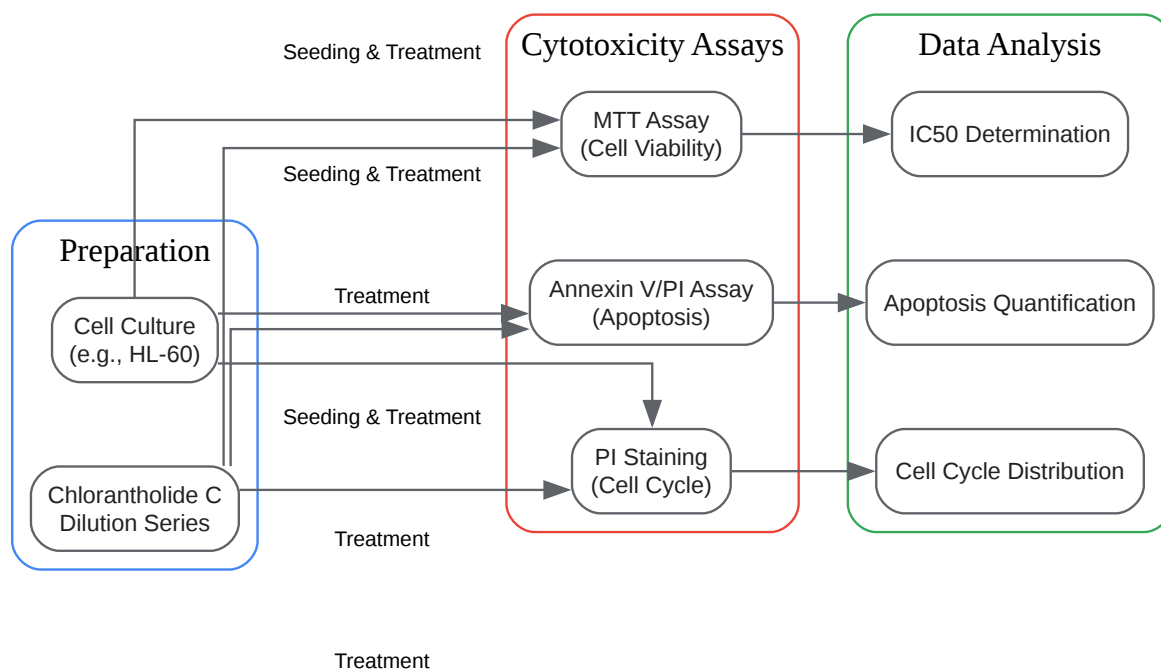 Seeding & Treatment
Cytotoxicity Assays
Data Analysis
MTT Assay
(Cell Viability)
IC50 Determination
Seeding & Treatment
Preparation
Treatment
Annexin V/PI Assay
(Apoptosis)
Apoptosis Quantification
Cell Culture
(e.g., HL-60)
Seeding & Treatment
PI Staining
(Cell Cycle)
Cell Cycle Distribution
Chlorantholide C
Dilution Series
Treatment
Treatment